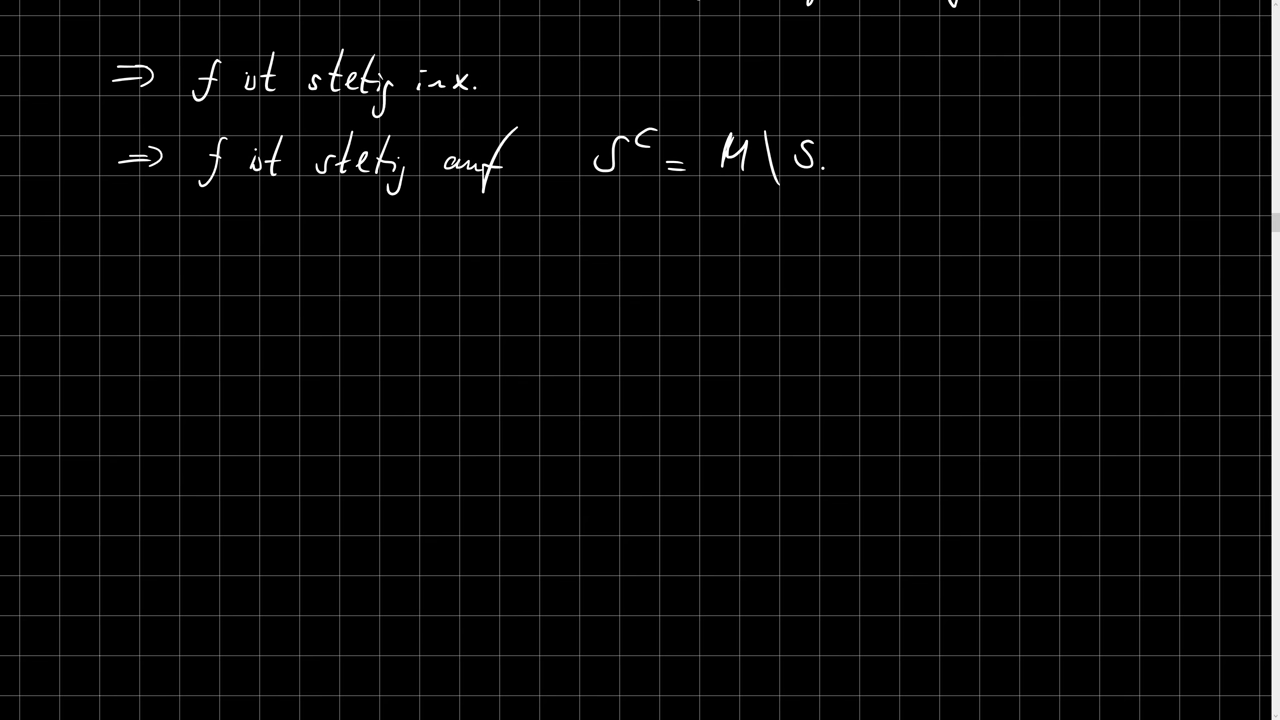 ⇒ f ist stetig in x.
⇒ f ist stetig auf S^C = M \ S.